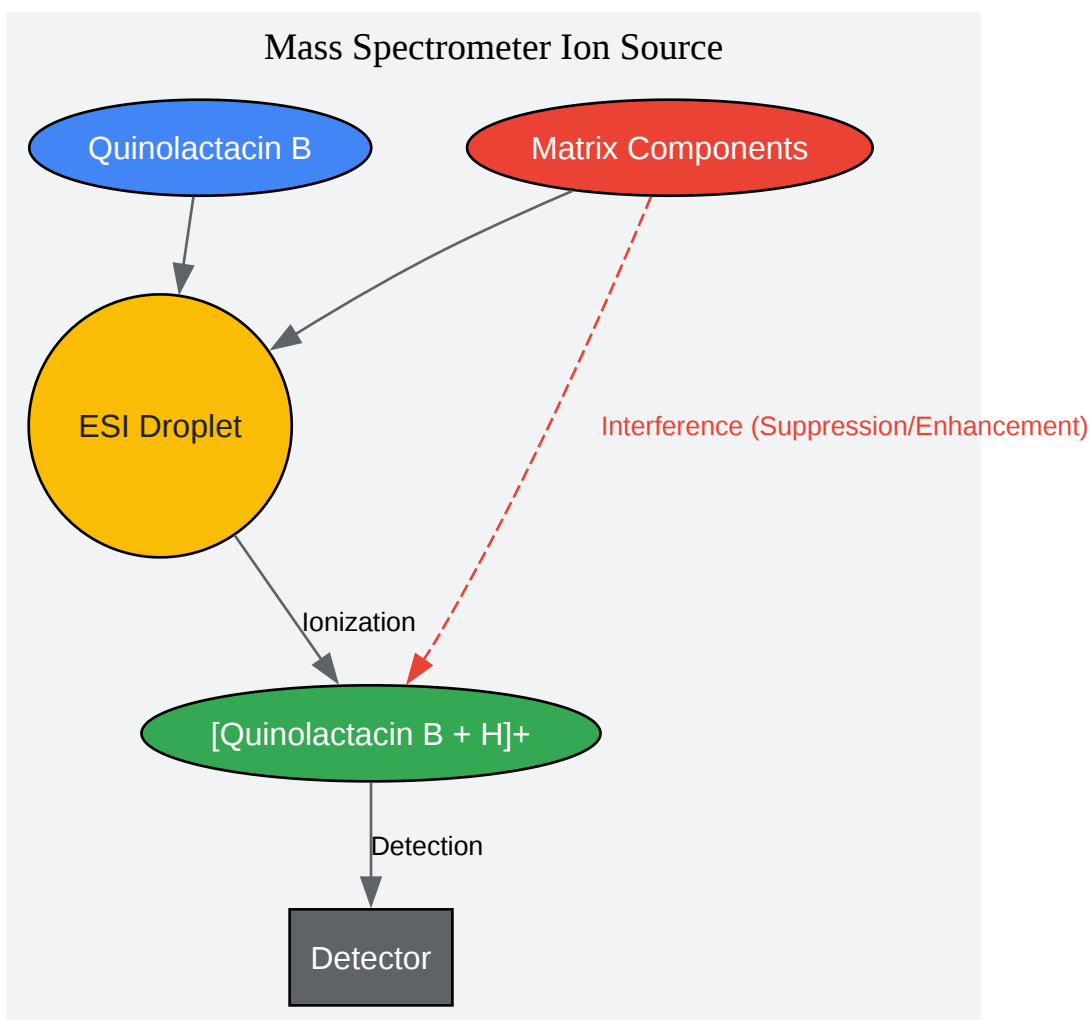 Mass Spectrometer Ion Source
Quinolactacin B
Matrix Components
ESI Droplet
Interference (Suppression/Enhancement)
Ionization
[Quinolactacin B + H]+
Detection
Detector